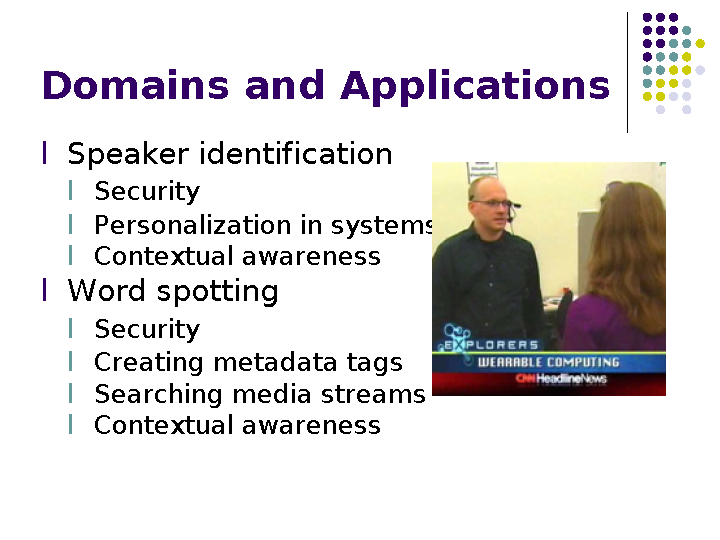 Domains and Applications
l Speaker identification
l Security
l Personalization in systems
l Contextual awareness
l Word spotting
l Security
l Creating metadata tags
l Searching media streams
l Contextual awareness
EXPLORERS
WEARABLE COMPUTING
CNN HeadlineNews